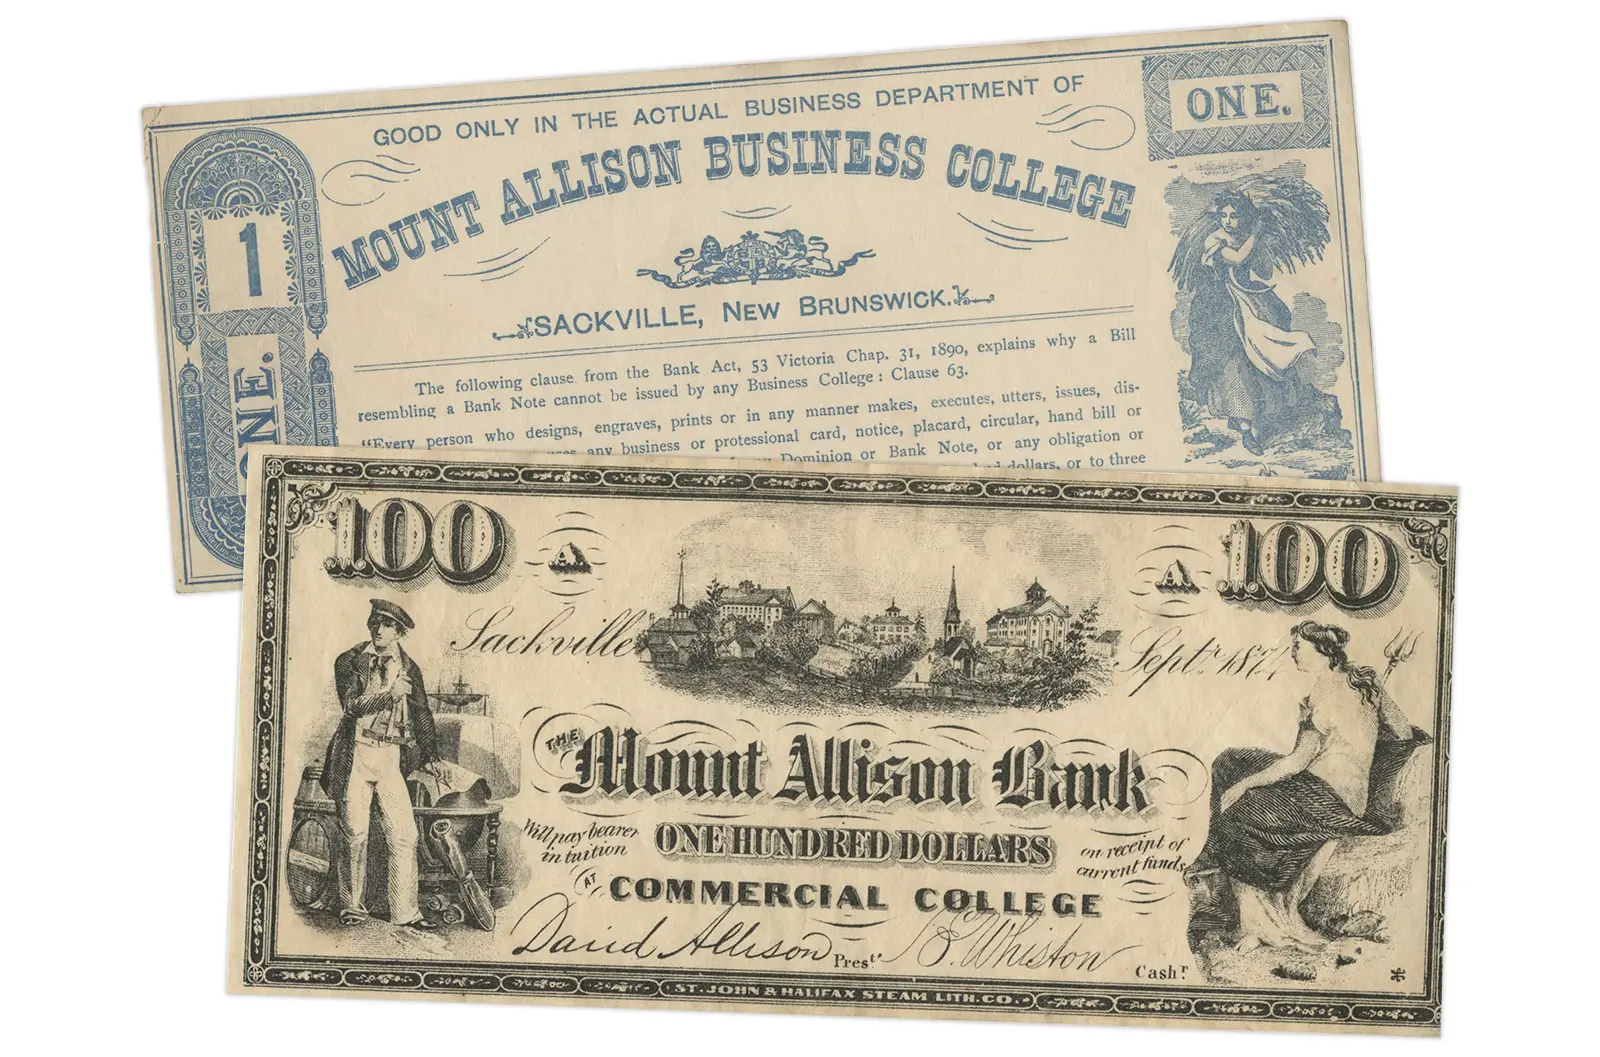 GOOD ONLY IN THE ACTUAL BUSINESS DEPARTMENT OF
MOUNT ALLISON BUSINESS COLLEGE
SACKVILLE, NEW BRUNSWICK.
1
ONE.
ONE.
The following clause from the Bank Act, 53 Victoria Chap. 31, 1890, explains why a Bill
resembling a Bank Note cannot be issued by any Business College: Clause 63.
"Every person who designs, engraves, prints or in any manner makes, executes, utters, issues, dis-
any business or protessional card, notice, placard, circular, hand bill or
Dominion or Bank Note, or any obligation or
dollars, or to three
100
A
A
100
Sackville
Sept.r
THE
Mount Allison Bank
Will pay bearer
in tuition
ONE HUNDRED DOLLARS
on receipt of
current funds
AT
COMMERCIAL COLLEGE
David Allison Prest.
Whiston Cashr.
ST. JOHN & HALIFAX STEAM LITH. CO.